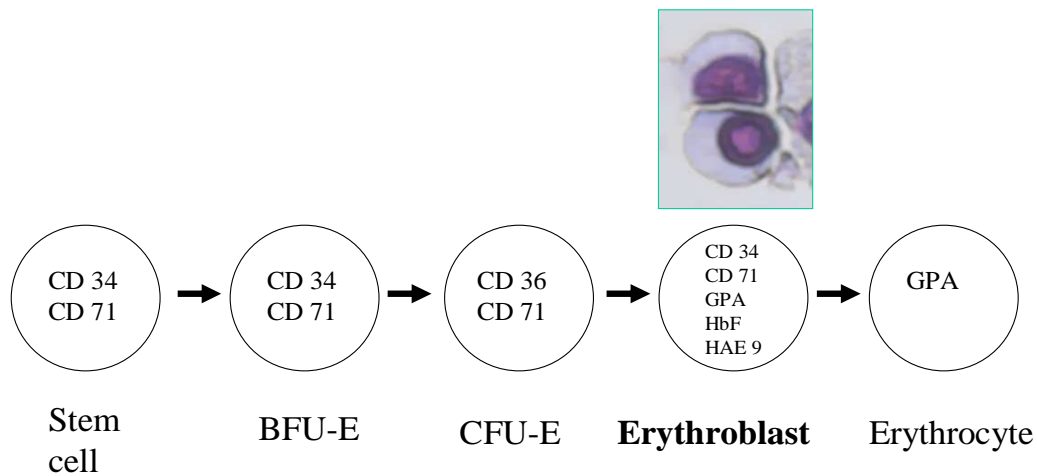 CD 34
CD 71
CD 34
CD 71
CD 36
CD 71
CD 34
CD 71
GPA
HbF
HAE 9
GPA
Stem
cell
BFU-E
CFU-E
Erythroblast
Erythrocyte